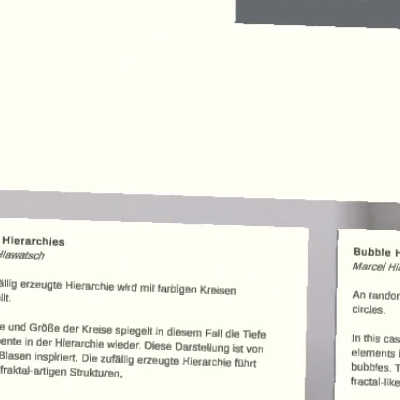 Hierarchies
Hlawatsch
ällig erzeugte Hierarchie wird mit farbigen Kreisen
llt.
e und Größe der Kreise spiegelt in diesem Fall die Tiefe
ente in der Hierarchie wieder. Diese Darstellung ist von
Blasen inspiriert. Die zufällig erzeugte Hierarchie führt
fraktal-artigen Strukturen.
Bubble H
Marcel Hl
An random
circles.
In this cas
elements i
bubbles. T
fractal-like